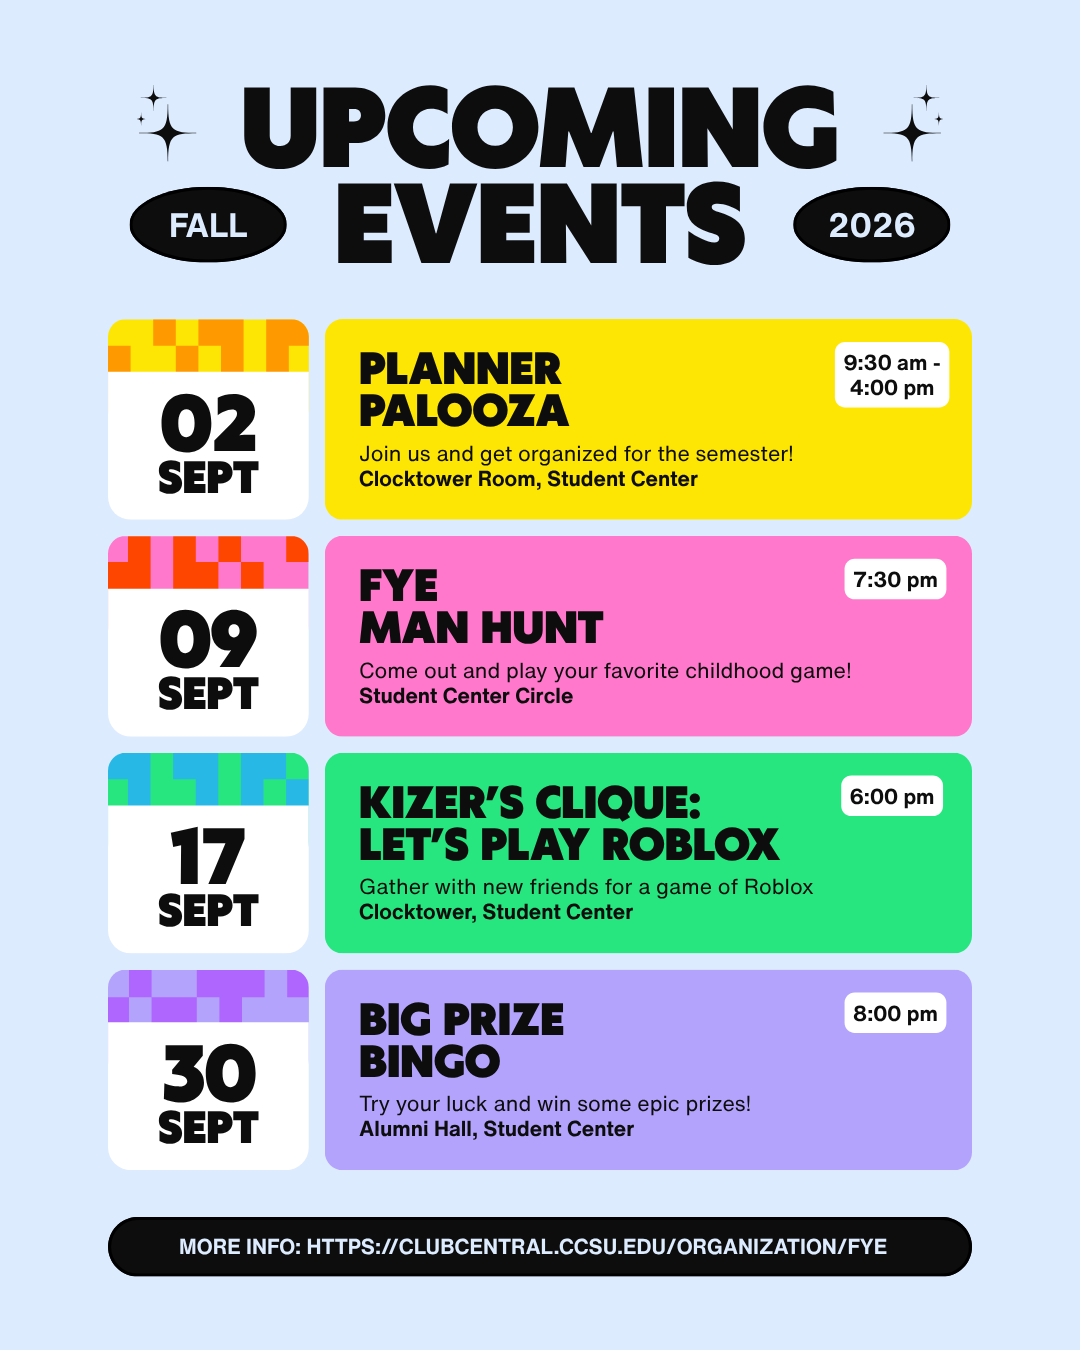 UPCOMING
FALL EVENTS 2026
02
SEPT
PLANNER
PALOOZA
9:30 am -
4:00 pm
Join us and get organized for the semester!
Clocktower Room, Student Center
09
SEPT
FYE
MAN HUNT
7:30 pm
Come out and play your favorite childhood game!
Student Center Circle
17
SEPT
KIZER’S CLIQUE:
LET’S PLAY ROBLOX
6:00 pm
Gather with new friends for a game of Roblox
Clocktower, Student Center
30
SEPT
BIG PRIZE
BINGO
8:00 pm
Try your luck and win some epic prizes!
Alumni Hall, Student Center
MORE INFO: HTTPS://CLUBCENTRAL.CCSU.EDU/ORGANIZATION/FYE